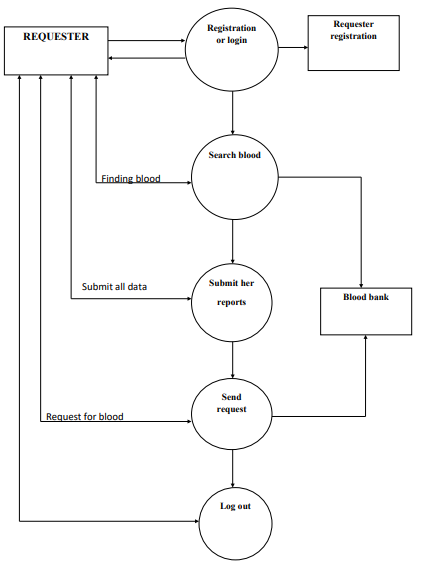 REQUESTER
Registration
or login
Requester
registration
Search blood
Finding blood
Submit her
reports
Submit all data
Blood bank
Send
request
Request for blood
Log out